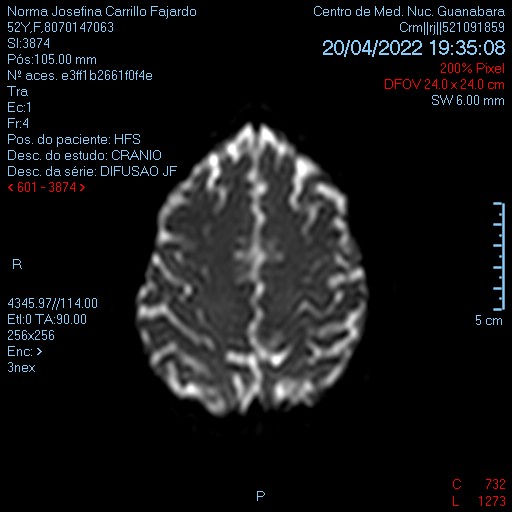 Norma Josefina Carrillo Fajardo
52Y,F,8070147063
Sl:3874
Pós:105.00 mm
Nº aces. e3ff1b2661f0f4e
Tra
Ec:1
Fr:4
Pos. do paciente: HFS
Desc. do estudo: CRANIO
Desc. da série: DIFUSAO JF
< 601 - 3874 >
Centro de Med. Nuc. Guanabara
Crm||rj||521091859
20/04/2022 19:35:08
200% Pixel
DFOV 24.0 x 24.0 cm
SW 6.00 mm
R
4345.97//114.00
Etl:0 TA:90.00
256x256
Enc: >
3nex
5 cm
P
C 732
L 1273